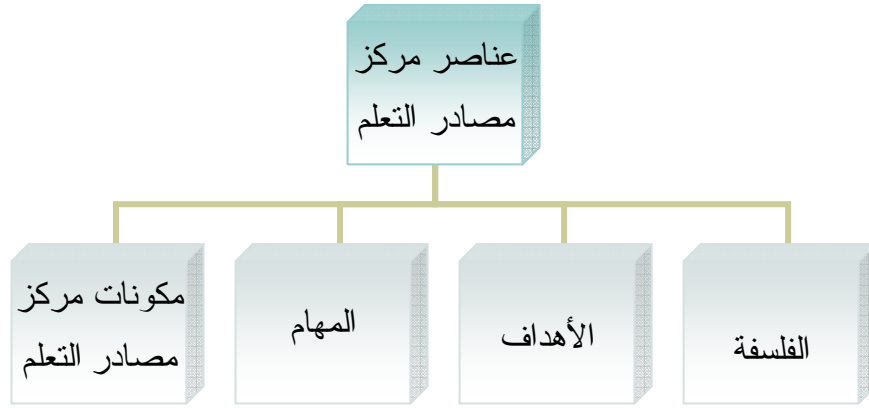 عناصر مركز
مصادر التعلم
الفلسفة
الأهداف
المهام
مكونات مركز
مصادر التعلم